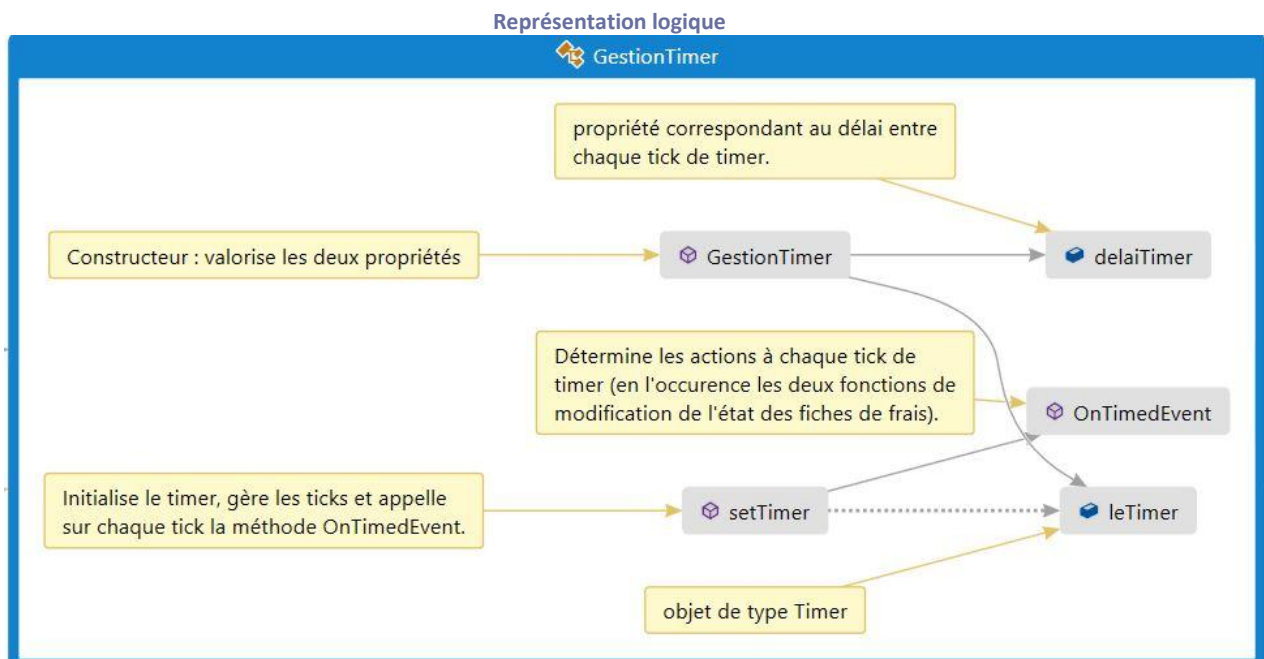 Représentation logique
GestionTimer
propriété correspondant au délai entre
chaque tick de timer.
Constructeur : valorise les deux propriétés
GestionTimer
delaiTimer
Détermine les actions à chaque tick de
timer (en l'occurence les deux fonctions de
modification de l'état des fiches de frais).
OnTimedEvent
Initialise le timer, gère les ticks et appelle
sur chaque tick la méthode OnTimedEvent.
setTimer
leTimer
objet de type Timer